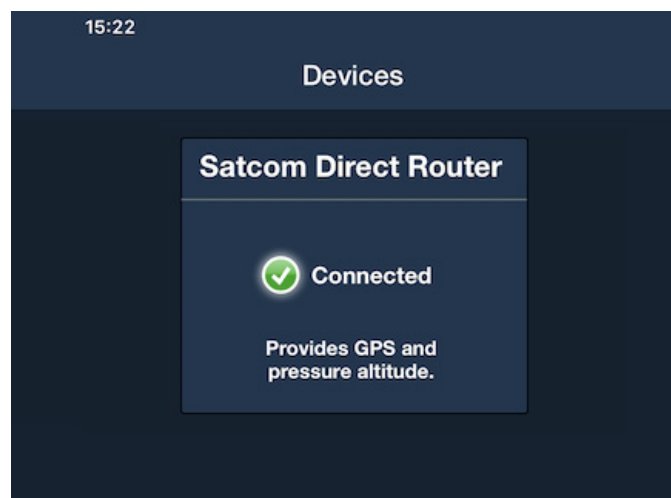 15:22
Devices
Satcom Direct Router
Connected
Provides GPS and
pressure altitude.